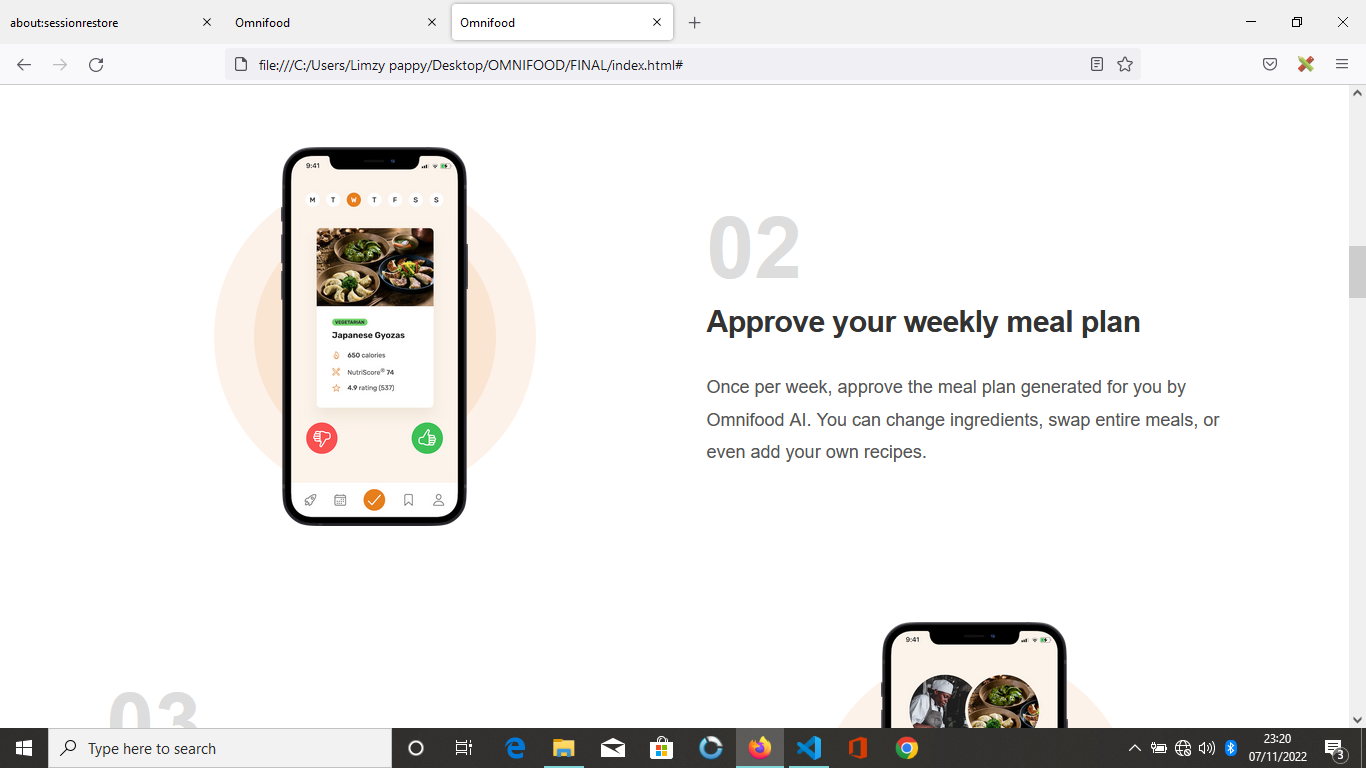 about:sessionrestore
Omnifood
Omnifood
file:///C:/Users/Limzy pappy/Desktop/OMNIFOOD/FINAL/index.html#
9:41
M T W T F S S
VEGETARIAN
Japanese Gyozas
650 calories
NutriScore® 74
4.9 rating (537)
02
Approve your weekly meal plan
Once per week, approve the meal plan generated for you by
Omnifood AI. You can change ingredients, swap entire meals, or
even add your own recipes.
03
9:41
Type here to search
23:20
07/11/2022
3